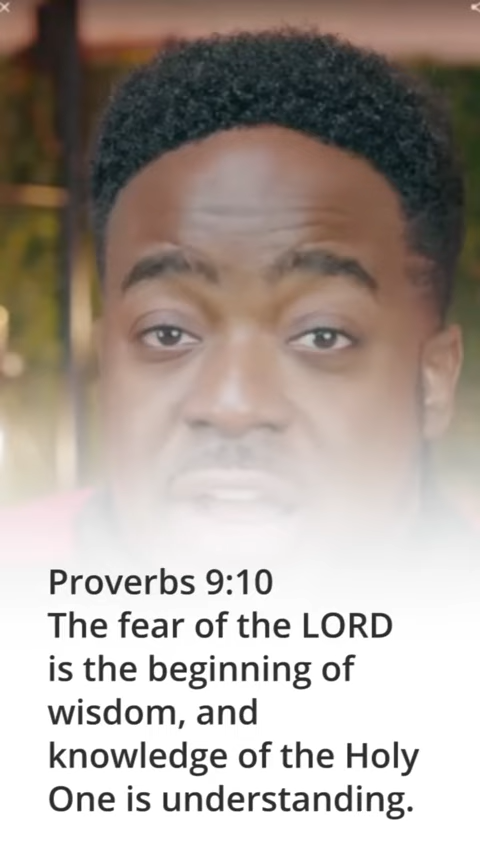 Proverbs 9:10
The fear of the LORD
is the beginning of
wisdom, and
knowledge of the Holy
One is understanding.